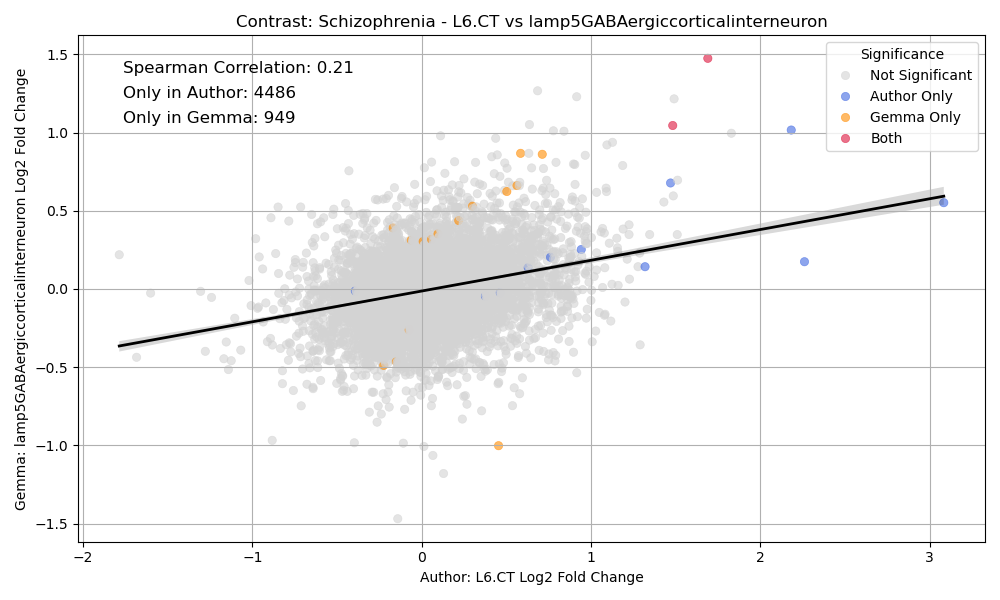 Contrast: Schizophrenia - L6.CT vs lamp5GABAergiccorticalinterneuron
Spearman Correlation: 0.21
Only in Author: 4486
Only in Gemma: 949
Significance
Not Significant
Author Only
Gemma Only
Both
Gemma: lamp5GABAergiccorticalinterneuron Log2 Fold Change
1.5
1.0
0.5
0.0
−0.5
−1.0
−1.5
−2 −1 0 1 2 3
Author: L6.CT Log2 Fold Change